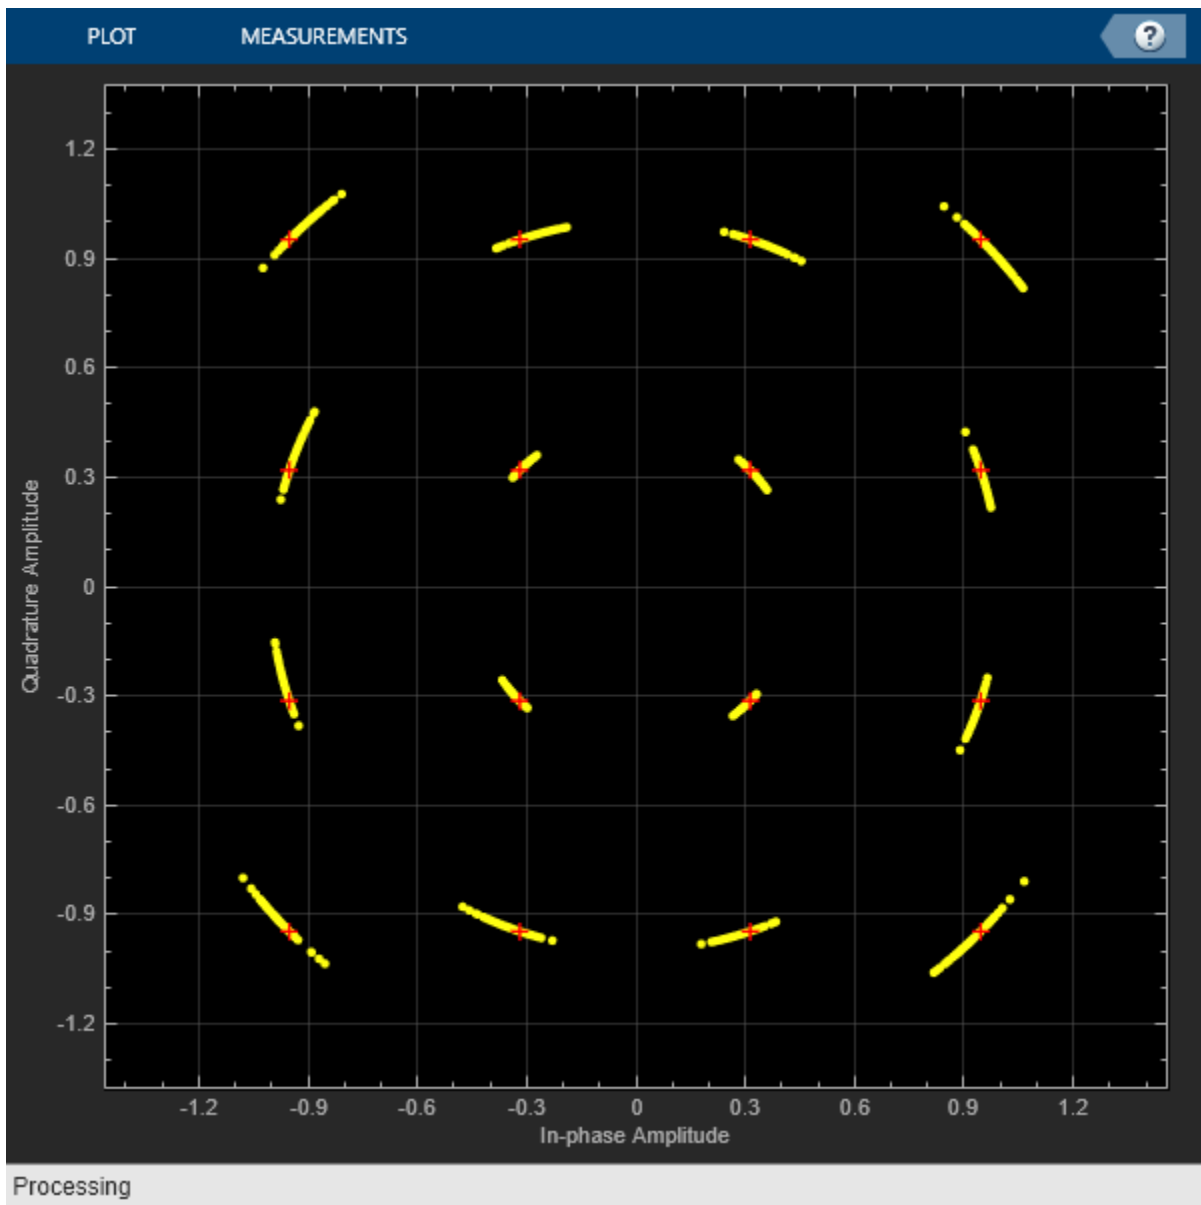 PLOT MEASUREMENTS ?
1.2
0.9
0.6
0.3
0
-0.3
-0.6
-0.9
-1.2
Quadrature Amplitude
-1.2 -0.9 -0.6 -0.3 0 0.3 0.6 0.9 1.2
In-phase Amplitude
Processing